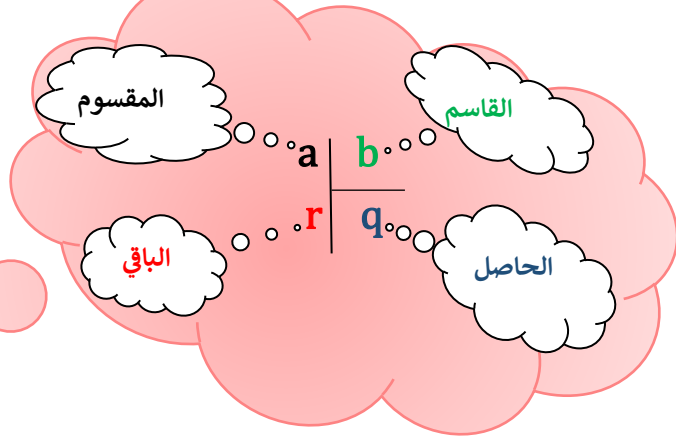 المقسوم
القاسم
a
b
r
q
الباقي
الحاصل